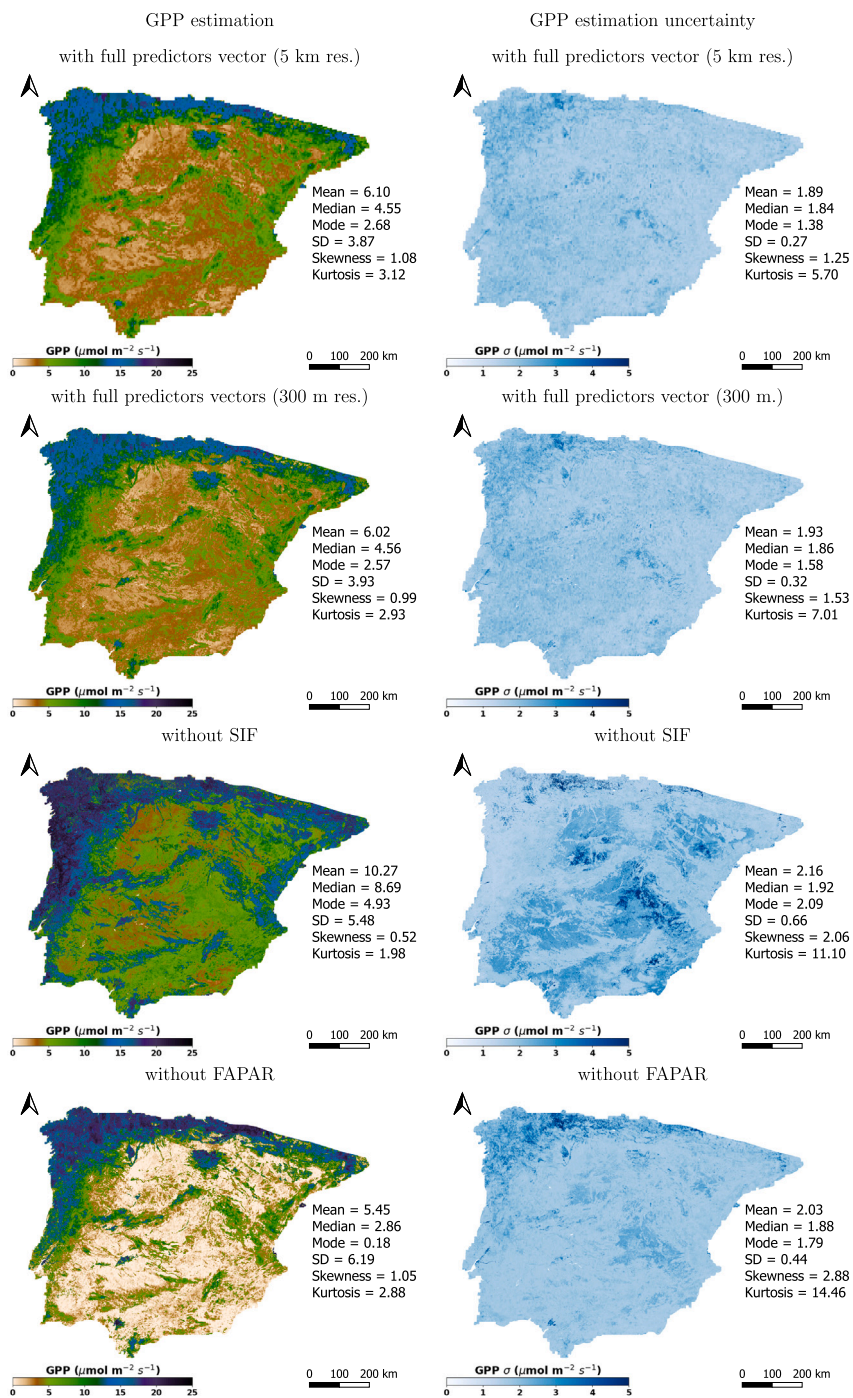 GPP estimation
GPP estimation uncertainty
with full predictors vector (5 km res.)
with full predictors vector (5 km res.)
Mean = 6.10
Median = 4.55
Mode = 2.68
SD = 3.87
Skewness = 1.08
Kurtosis = 3.12
GPP (μmol m⁻² s⁻¹)
0 5 10 15 20 25
0 100 200 km
Mean = 1.89
Median = 1.84
Mode = 1.38
SD = 0.27
Skewness = 1.25
Kurtosis = 5.70
GPP σ (μmol m⁻² s⁻¹)
0 1 2 3 4 5
0 100 200 km
with full predictors vectors (300 m res.)
with full predictors vector (300 m.)
Mean = 6.02
Median = 4.56
Mode = 2.57
SD = 3.93
Skewness = 0.99
Kurtosis = 2.93
GPP (μmol m⁻² s⁻¹)
0 5 10 15 20 25
0 100 200 km
Mean = 1.93
Median = 1.86
Mode = 1.58
SD = 0.32
Skewness = 1.53
Kurtosis = 7.01
GPP σ (μmol m⁻² s⁻¹)
0 1 2 3 4 5
0 100 200 km
without SIF
without SIF
Mean = 10.27
Median = 8.69
Mode = 4.93
SD = 5.48
Skewness = 0.52
Kurtosis = 1.98
GPP (μmol m⁻² s⁻¹)
0 5 10 15 20 25
0 100 200 km
Mean = 2.16
Median = 1.92
Mode = 2.09
SD = 0.66
Skewness = 2.06
Kurtosis = 11.10
GPP σ (μmol m⁻² s⁻¹)
0 1 2 3 4 5
0 100 200 km
without FAPAR
without FAPAR
Mean = 5.45
Median = 2.86
Mode = 0.18
SD = 6.19
Skewness = 1.05
Kurtosis = 2.88
GPP (μmol m⁻² s⁻¹)
0 5 10 15 20 25
0 100 200 km
Mean = 2.03
Median = 1.88
Mode = 1.79
SD = 0.44
Skewness = 2.88
Kurtosis = 14.46
GPP σ (μmol m⁻² s⁻¹)
0 1 2 3 4 5
0 100 200 km